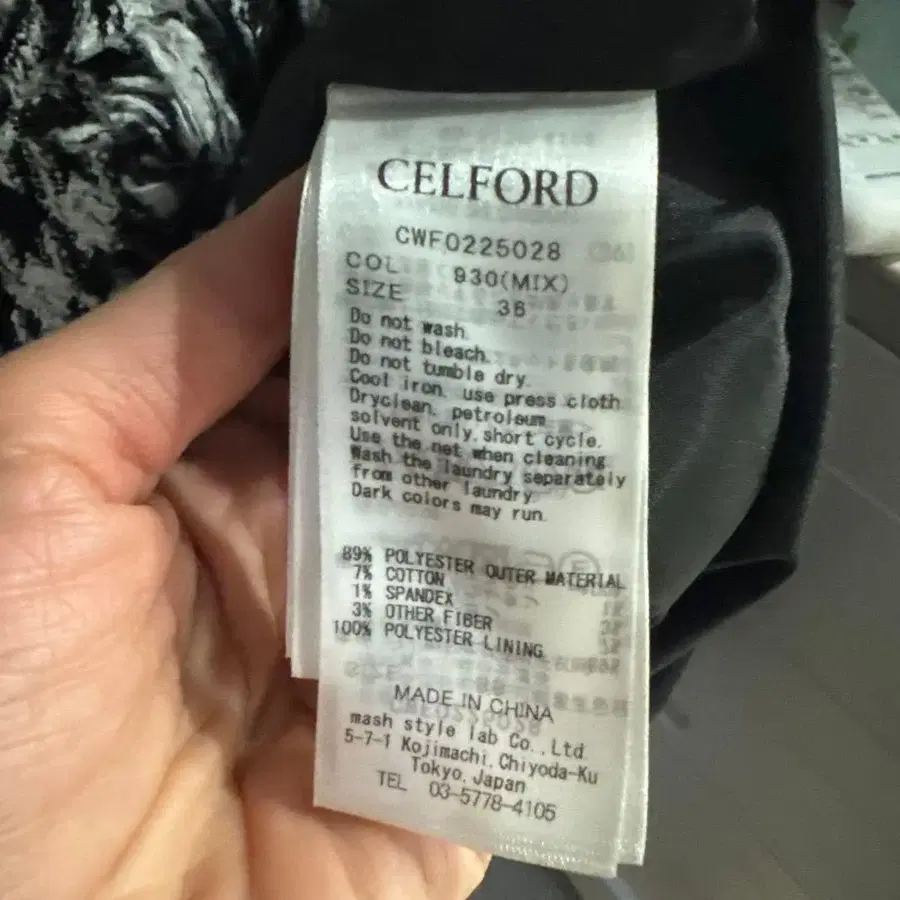 CELFORD
CWF0225028
COL 930(MIX)
SIZE 36
Do not wash.
Do not bleach.
Do not tumble dry.
Cool iron. use press cloth
Dryclean. petroleum
solvent only.short cycle.
Use the net when cleaning
Wash the laundry separately
from other laundry
Dark colors may run.
89% POLYESTER OUTER MATERIAL
7% COTTON
1% SPANDEX
3% OTHER FIBER
100% POLYESTER LINING
MADE IN CHINA
mash style lab Co.,Ltd
5-7-1 Kojimachi,Chiyoda-Ku
Tokyo,Japan
TEL 03-5778-4105